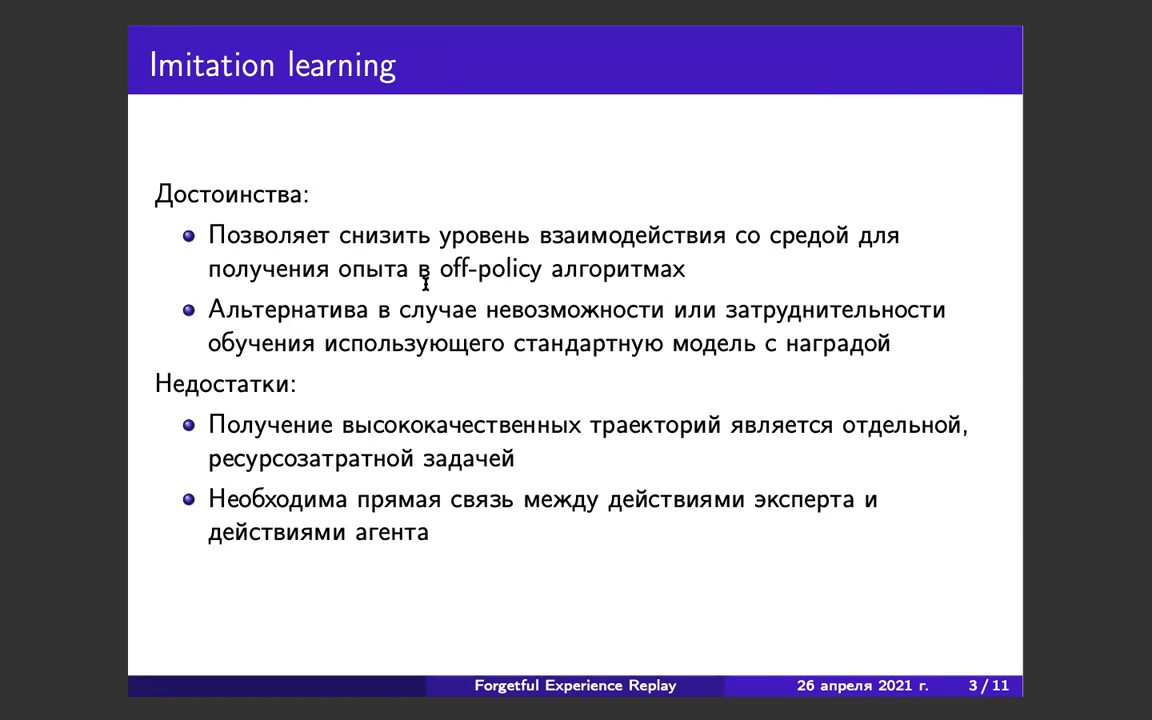 Imitation learning
Достоинства:
Позволяет снизить уровень взаимодействия со средой для
получения опыта в off-policy алгоритмах
Альтернатива в случае невозможности или затруднительности
обучения использующего стандартную модель с наградой
Недостатки:
Получение высококачественных траекторий является отдельной,
ресурсозатратной задачей
Необходима прямая связь между действиями эксперта и
действиями агента
Forgetful Experience Replay 26 апреля 2021 г. 3 / 11